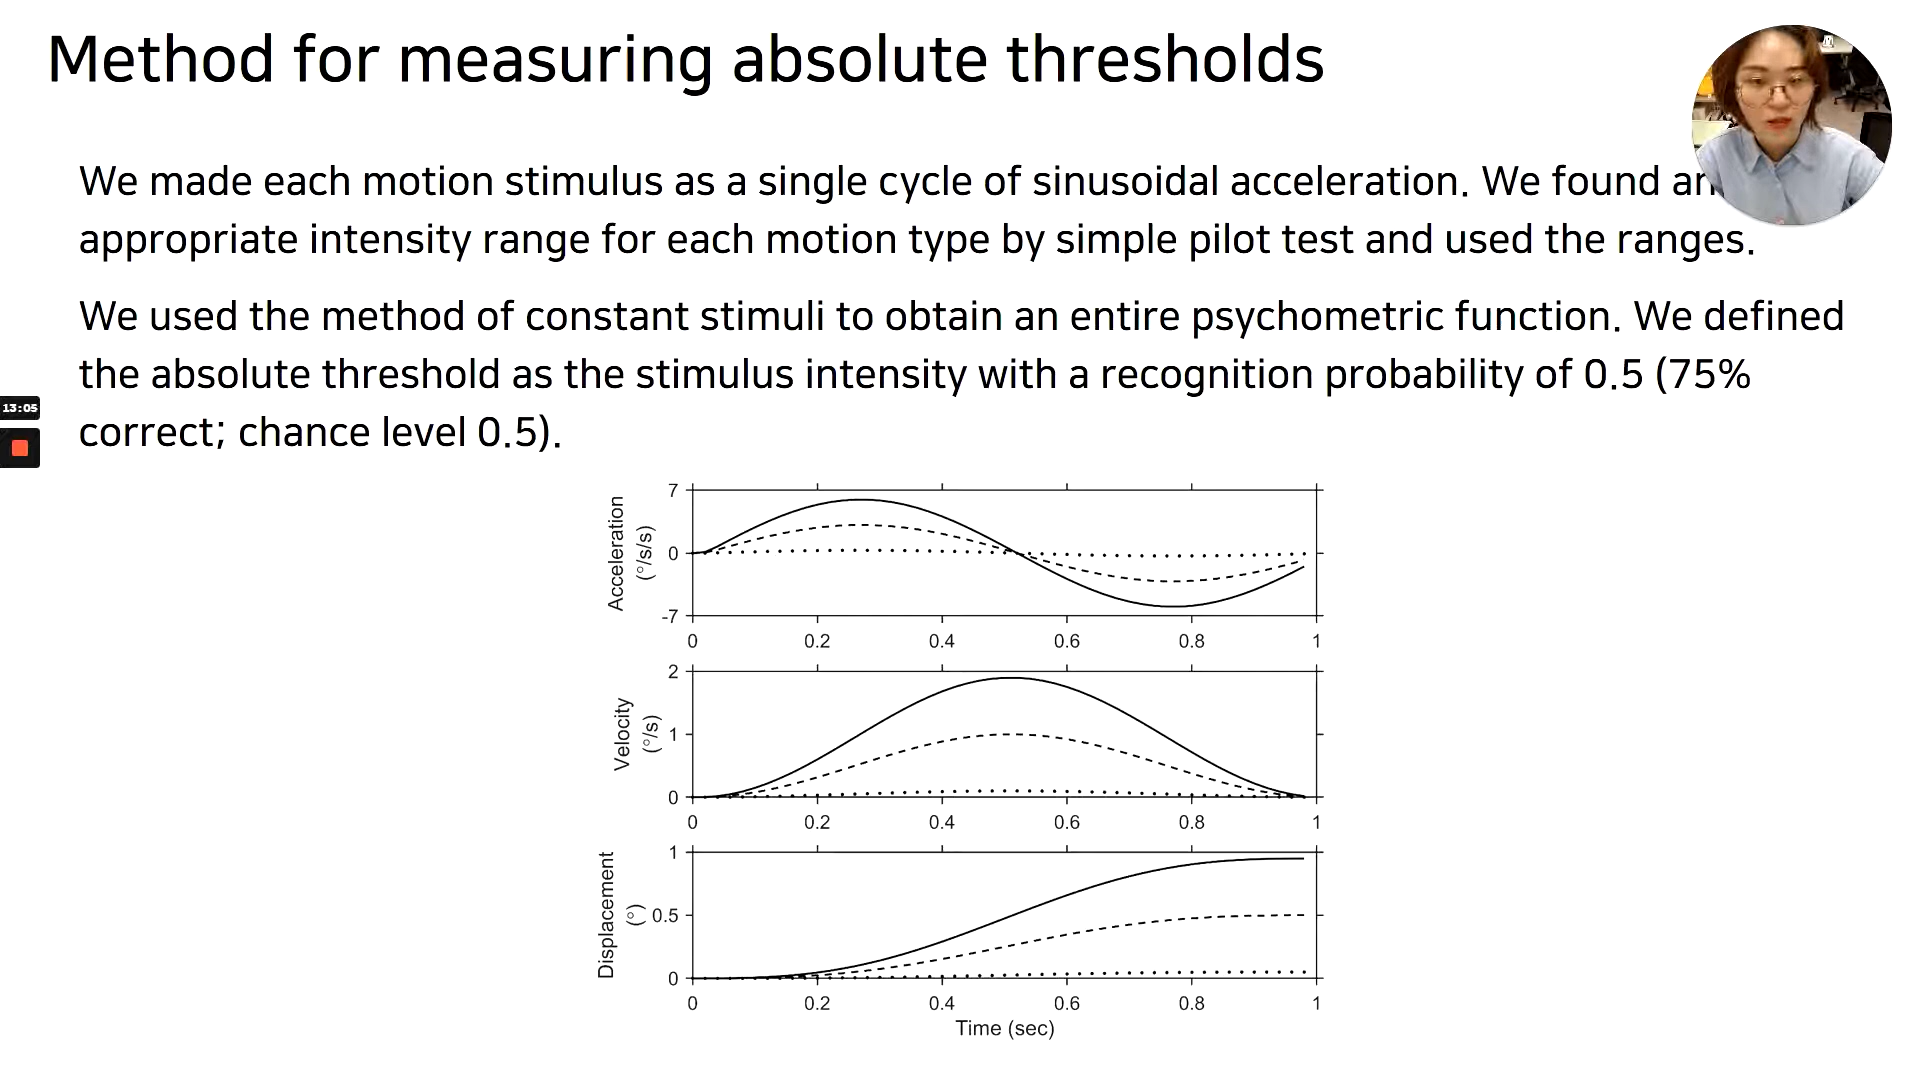 Method for measuring absolute thresholds
We made each motion stimulus as a single cycle of sinusoidal acceleration. We found an
appropriate intensity range for each motion type by simple pilot test and used the ranges.
We used the method of constant stimuli to obtain an entire psychometric function. We defined
the absolute threshold as the stimulus intensity with a recognition probability of 0.5 (75%
correct; chance level 0.5).
13:05
Acceleration
(°/s/s)
7
0
-7
0 0.2 0.4 0.6 0.8 1
Velocity
(°/s)
2
1
0
0 0.2 0.4 0.6 0.8 1
Displacement
(°)
1
0.5
0
0 0.2 0.4 0.6 0.8 1
Time (sec)